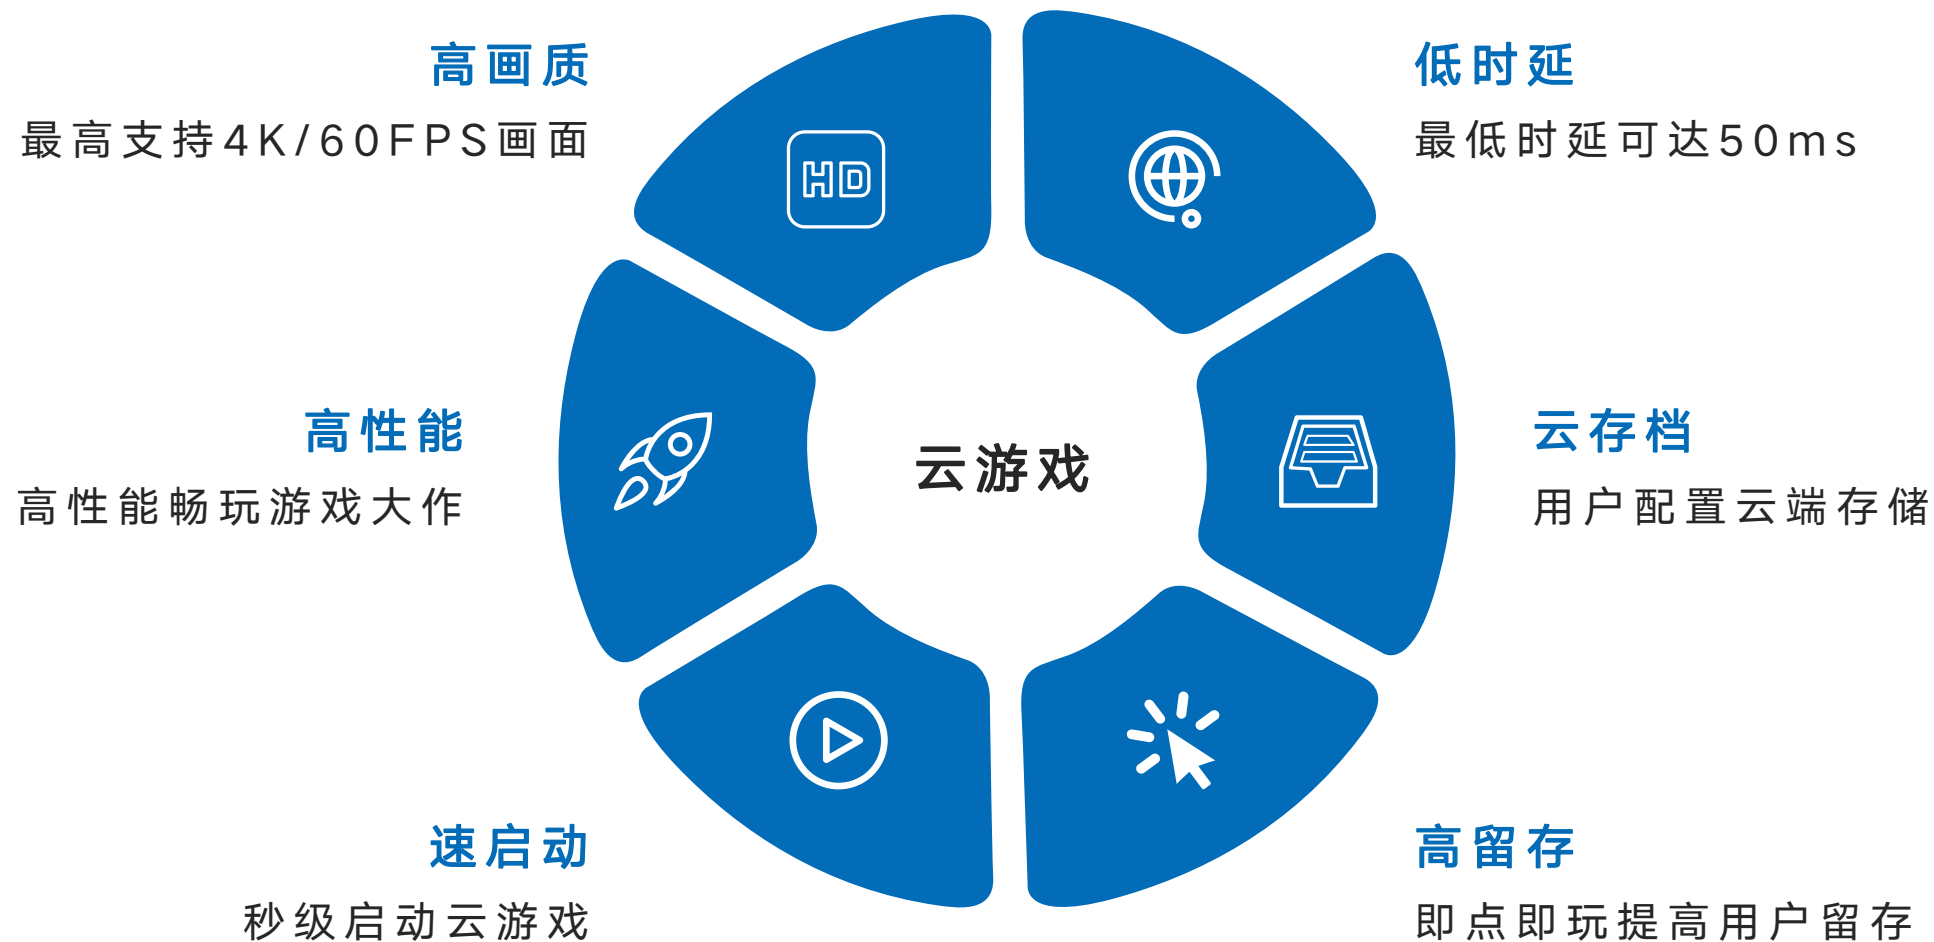 高画质
最高支持4K/60FPS画面
HD
低时延
最低时延可达50ms
高性能
高性能畅玩游戏大作
云游戏
云存档
用户配置云端存储
速启动
秒级启动云游戏
高留存
即点即玩提高用户留存